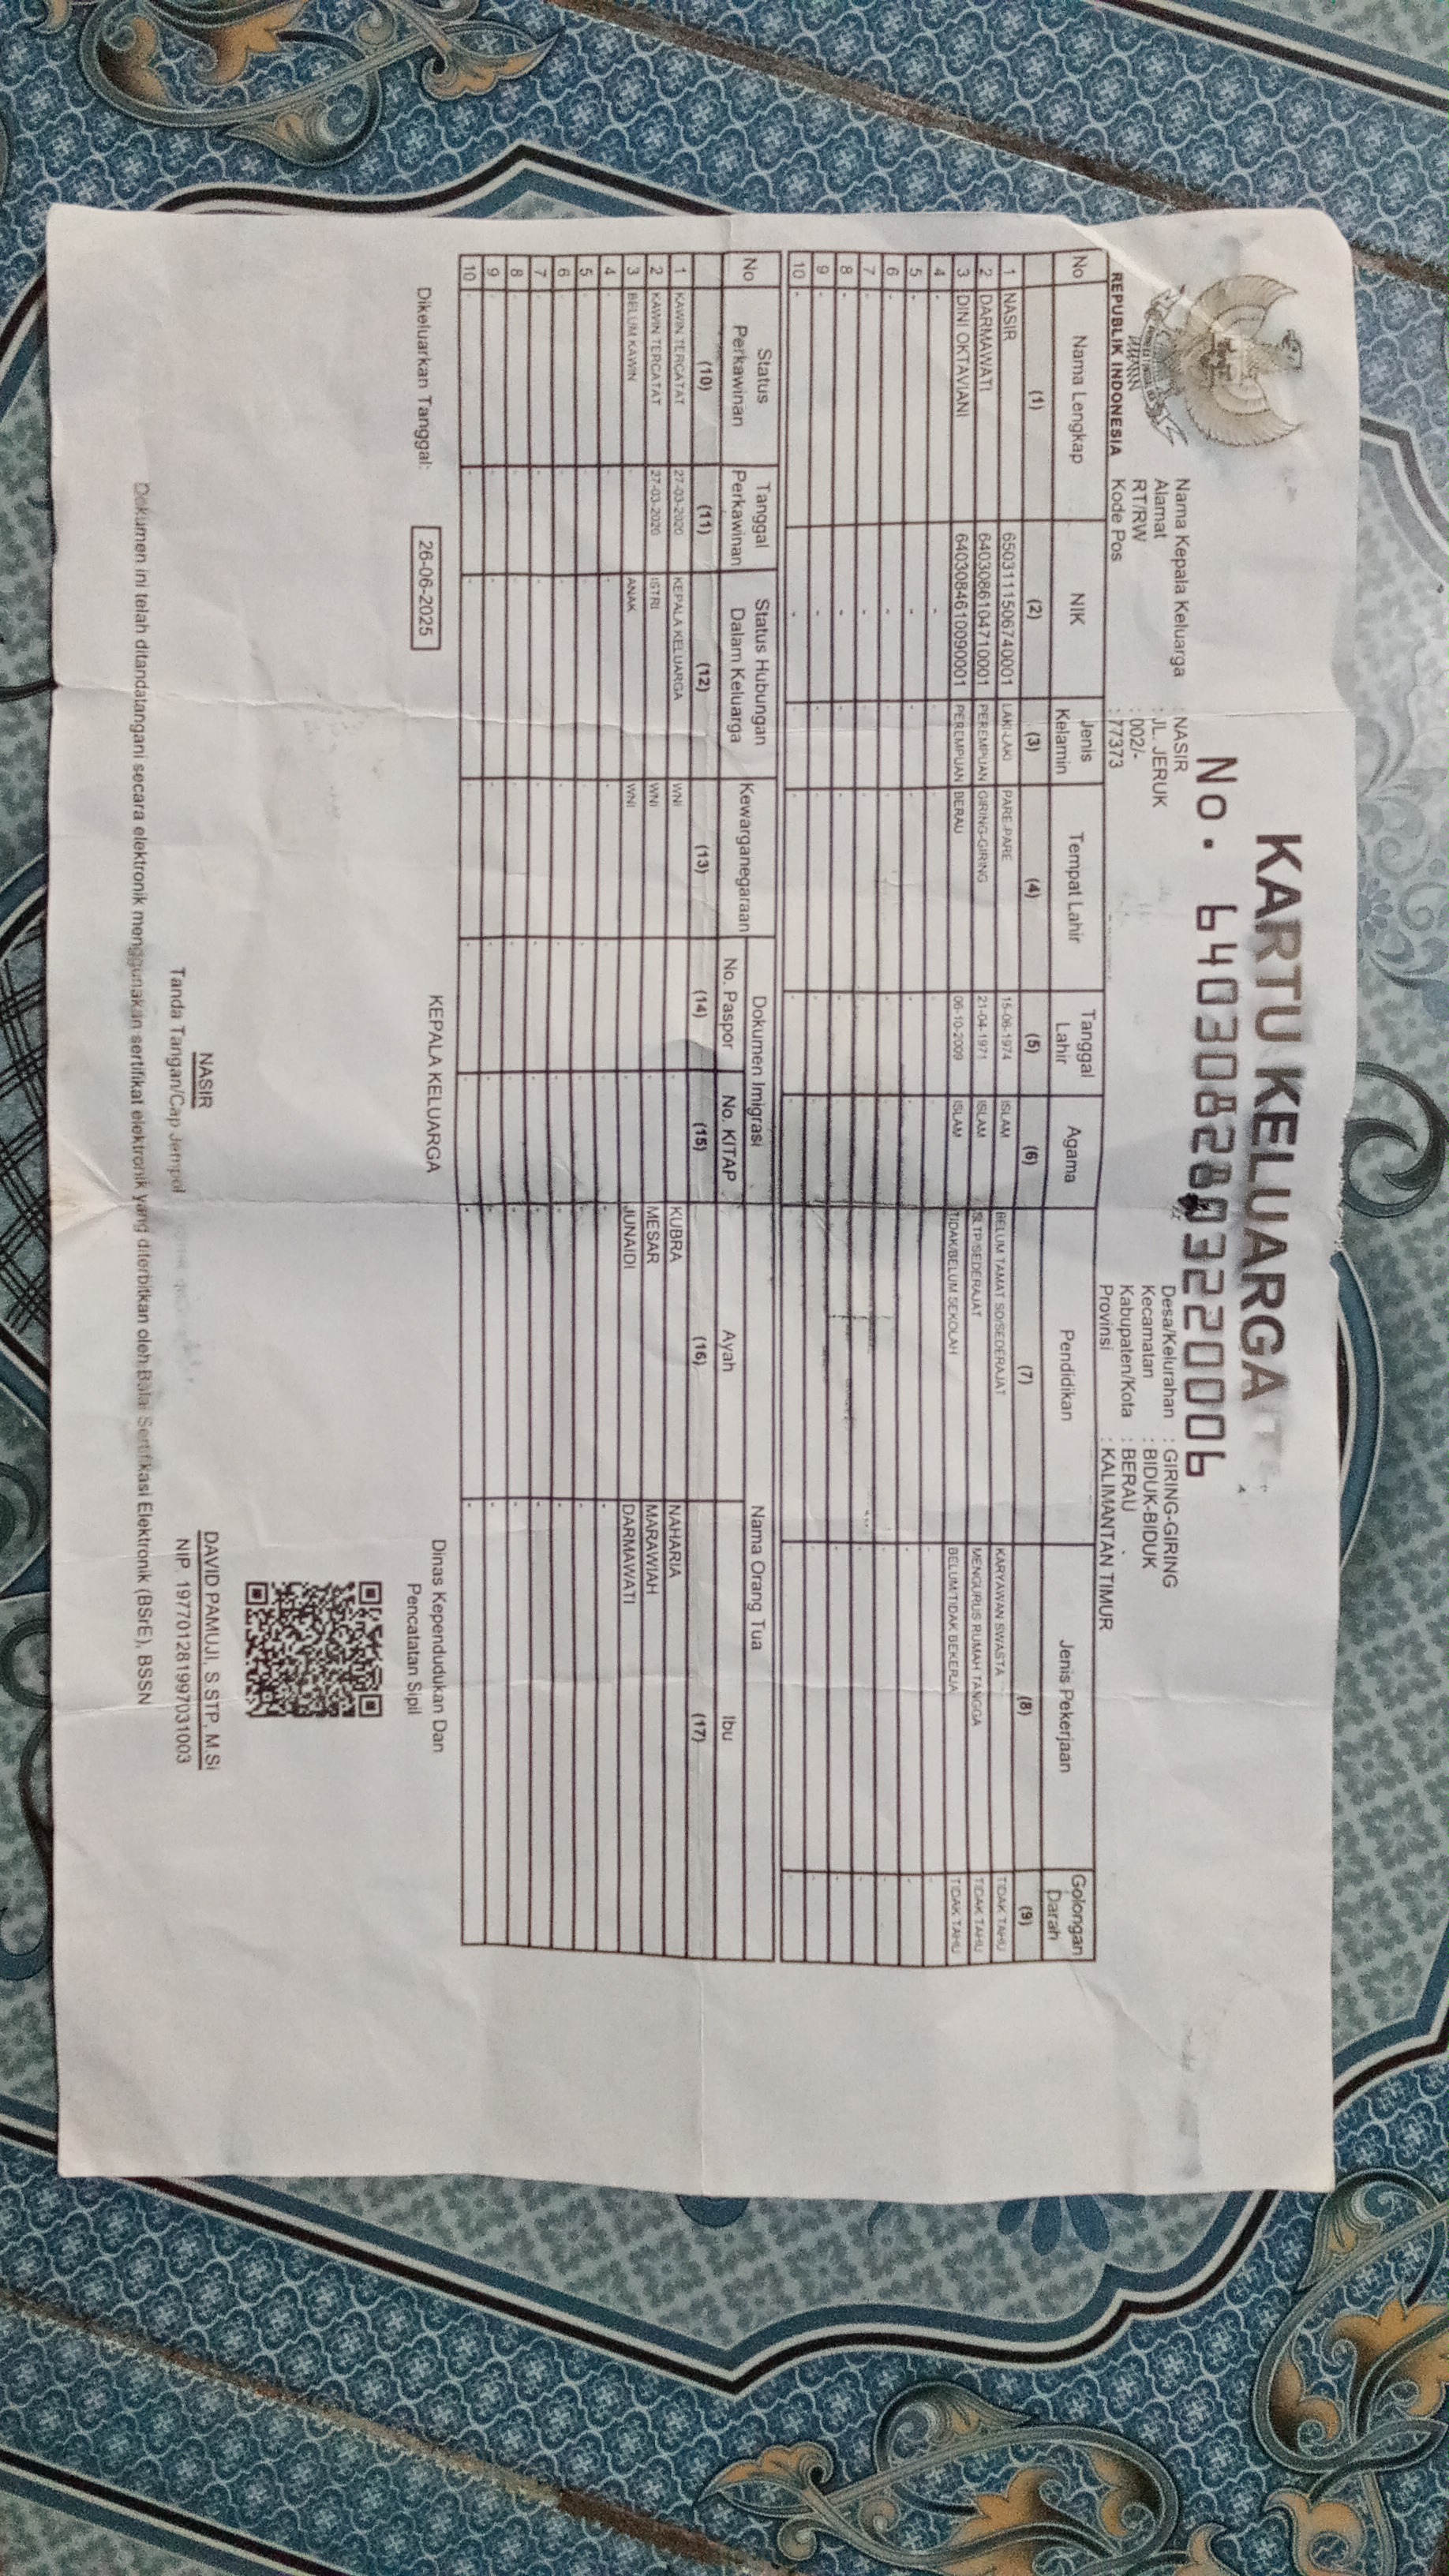 KARTU KELUARGA
No. 6403082803220006
REPUBLIK INDONESIA
Nama Kepala Keluarga : NASIR
Alamat : JL. JERUK
RT/RW : 002/-
Kode Pos : 77373
Desa/Kelurahan : GIRING-GIRING
Kecamatan : BIDUK-BIDUK
Kabupaten/Kota : BERAU
Provinsi : KALIMANTAN TIMUR
No Nama Lengkap NIK Jenis Kelamin Tempat Lahir Tanggal Lahir Agama Pendidikan Jenis Pekerjaan Golongan Darah
(1) (2) (3) (4) (5) (6) (7) (8) (9)
1 NASIR 6503111506740001 LAKI-LAKI PARE-PARE 15-06-1974 ISLAM BELUM TAMAT SD/SEDERAJAT KARYAWAN SWASTA TIDAK TAHU
2 DARMAWATI 6403086104710001 PEREMPUAN GIRING-GIRING 21-04-1971 ISLAM SLTP/SEDERAJAT MENGURUS RUMAH TANGGA TIDAK TAHU
3 DINI OKTAVIANI 6403084610090001 PEREMPUAN BERAU 06-10-2009 ISLAM TIDAK/BELUM SEKOLAH BELUM/TIDAK BEKERJA TIDAK TAHU
4 - - - - - - - - -
5 - - - - - - - - -
6 - - - - - - - - -
7 - - - - - - - - -
8 - - - - - - - - -
9 - - - - - - - - -
10 - - - - - - - - -
No Status Perkawinan Tanggal Perkawinan Status Hubungan Dalam Keluarga Kewarganegaraan Dokumen Imigrasi Nama Orang Tua
No. Paspor No. KITAP Ayah Ibu
(10) (11) (12) (13) (14) (15) (16) (17)
1 KAWIN TERCATAT 27-03-2020 KEPALA KELUARGA WNI - - KUBRA NAHARIA
2 KAWIN TERCATAT 27-03-2020 ISTRI WNI - - MESAR MARAWIAH
3 BELUM KAWIN - ANAK WNI - - JUNAIDI DARMAWATI
4 - - - - - - - -
5 - - - - - - - -
6 - - - - - - - -
7 - - - - - - - -
8 - - - - - - - -
9 - - - - - - - -
10 - - - - - - - -
Dikeluarkan Tanggal: 26-06-2025
KEPALA KELUARGA
Dinas Kependudukan Dan
Pencatatan Sipil
NASIR
Tanda Tangan/Cap Jempol
DAVID PAMUJI, S.STP, M.Si
NIP. 197701281997031003
Dokumen ini telah ditandatangani secara elektronik menggunakan sertifikat elektronik yang diterbitkan oleh Balai Sertifikasi Elektronik (BSrE), BSSN